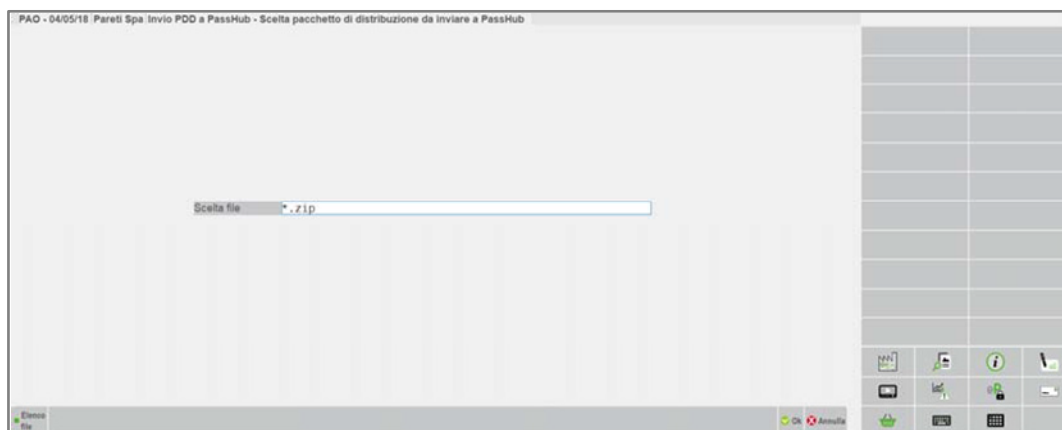 PAO - 04/05/18 Pareti Spa Invio PDD a PassHub - Scelta pacchetto di distribuzione da inviare a PassHub
Scelta file *.zip
Elenco
file
Ok Annulla